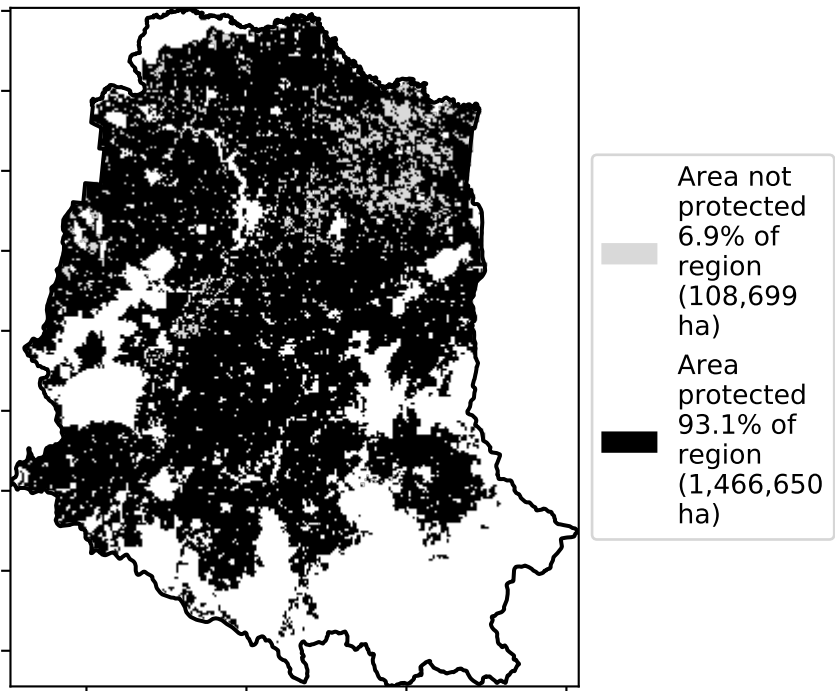 Area not
protected
6.9% of
region
(108,699
ha)
Area
protected
93.1% of
region
(1,466,650
ha)